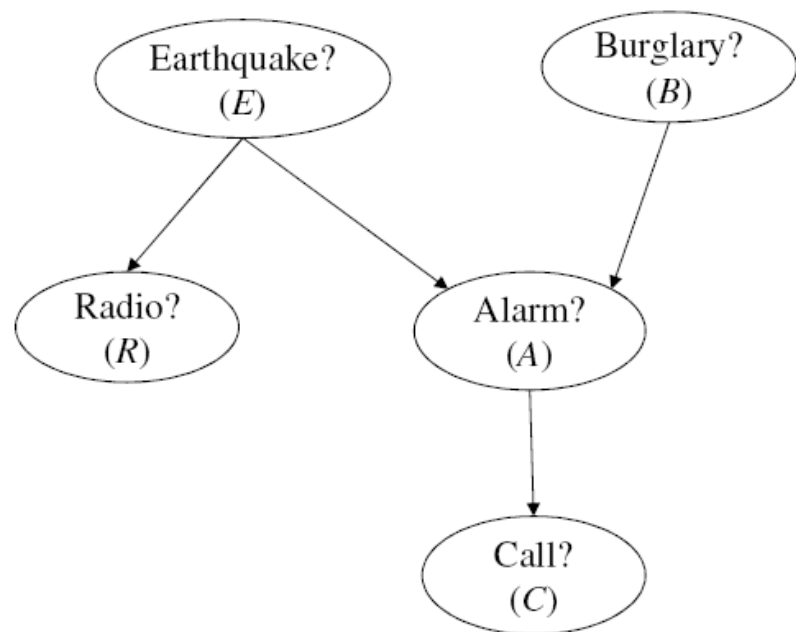 Earthquake?
(E)
Burglary?
(B)
Radio?
(R)
Alarm?
(A)
Call?
(C)